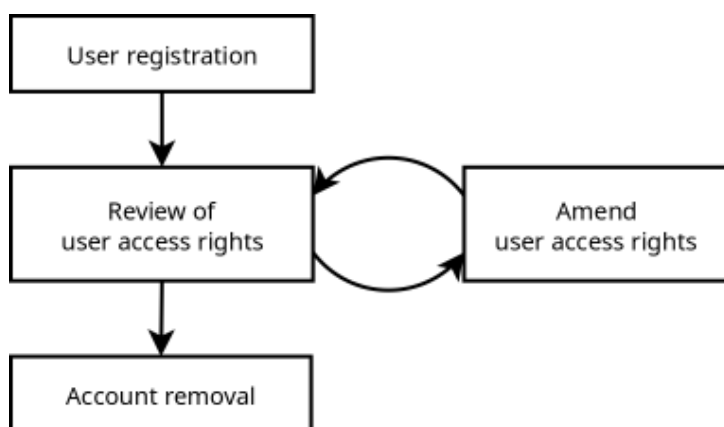 User registration
Review of
user access rights
Amend
user access rights
Account removal